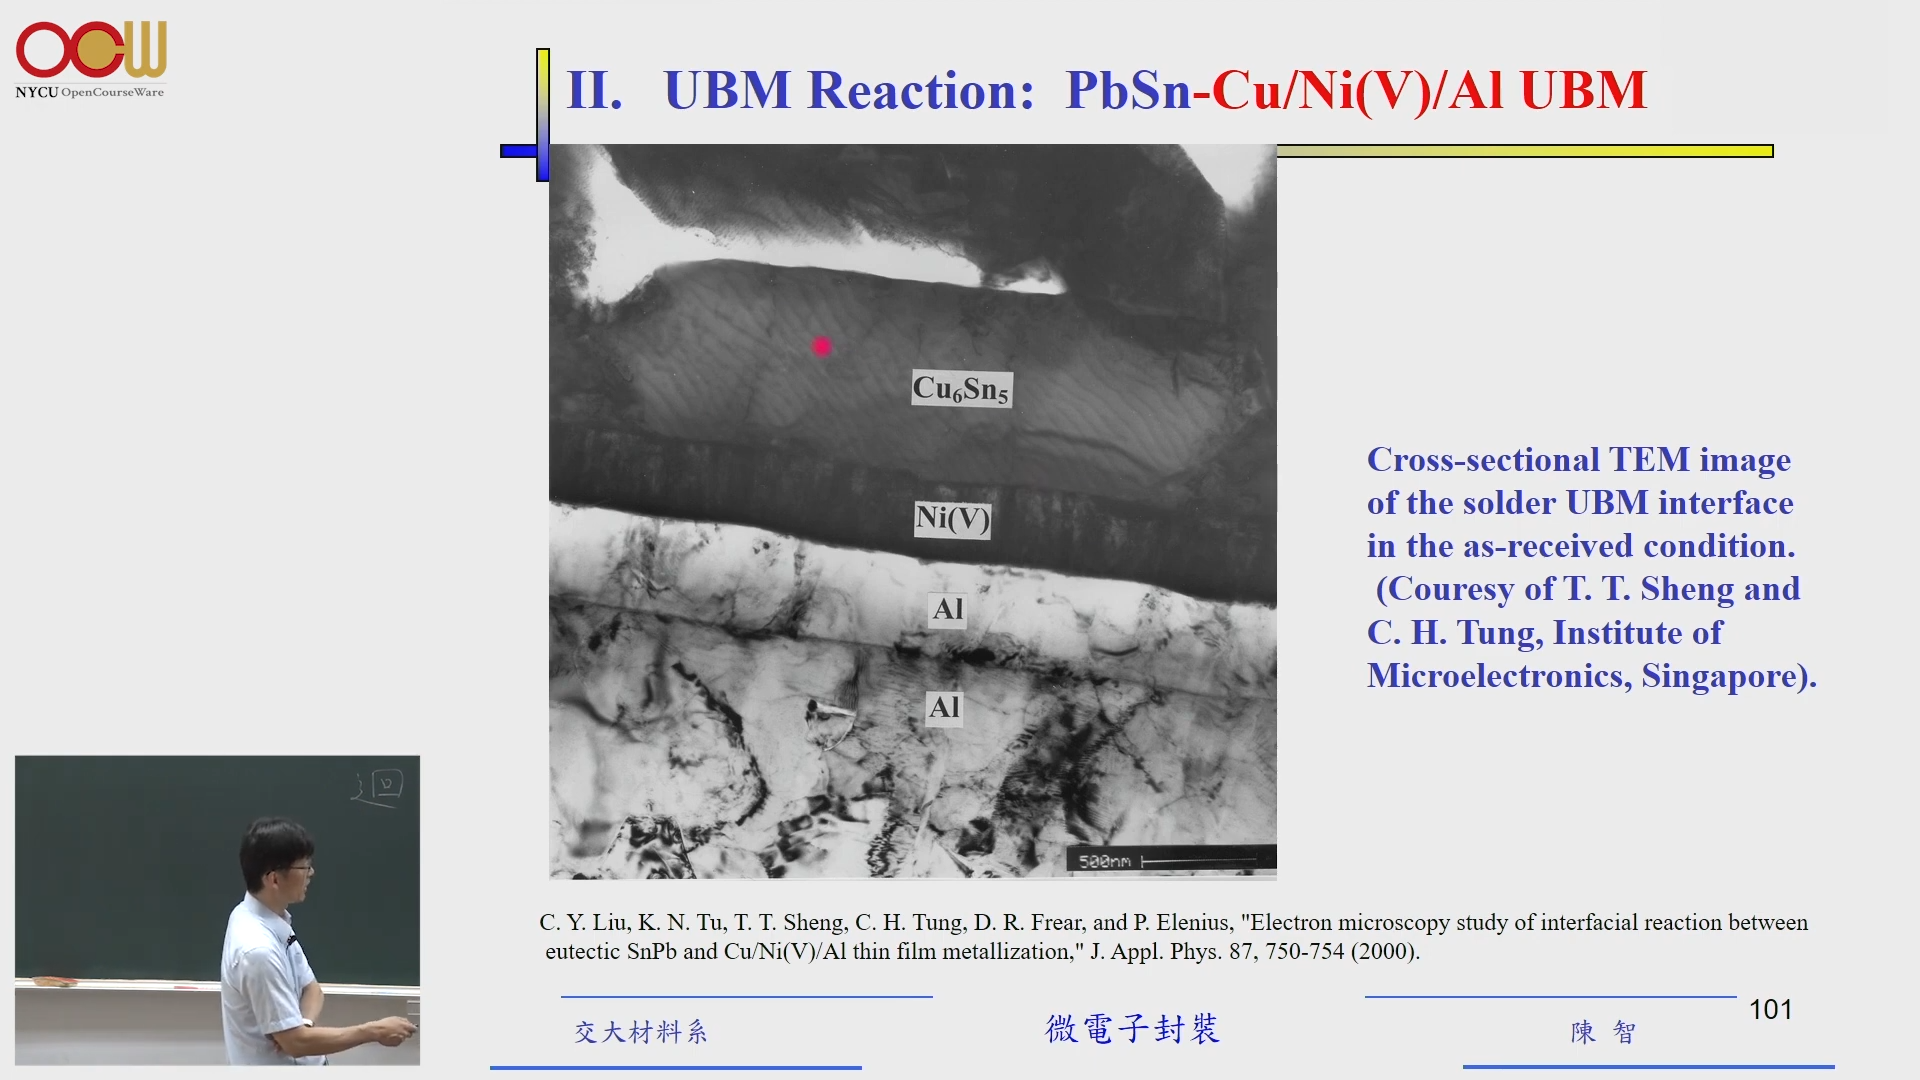 OCW
NYCU OpenCourseWare
II. UBM Reaction: PbSn-Cu/Ni(V)/Al UBM
Cu₆Sn₅
Ni(V)
Al
Al
500nm
Cross-sectional TEM image
of the solder UBM interface
in the as-received condition.
(Couresy of T. T. Sheng and
C. H. Tung, Institute of
Microelectronics, Singapore).
C. Y. Liu, K. N. Tu, T. T. Sheng, C. H. Tung, D. R. Frear, and P. Elenius, "Electron microscopy study of interfacial reaction between
eutectic SnPb and Cu/Ni(V)/Al thin film metallization," J. Appl. Phys. 87, 750-754 (2000).
交大材料系
微電子封裝
陳 智
101